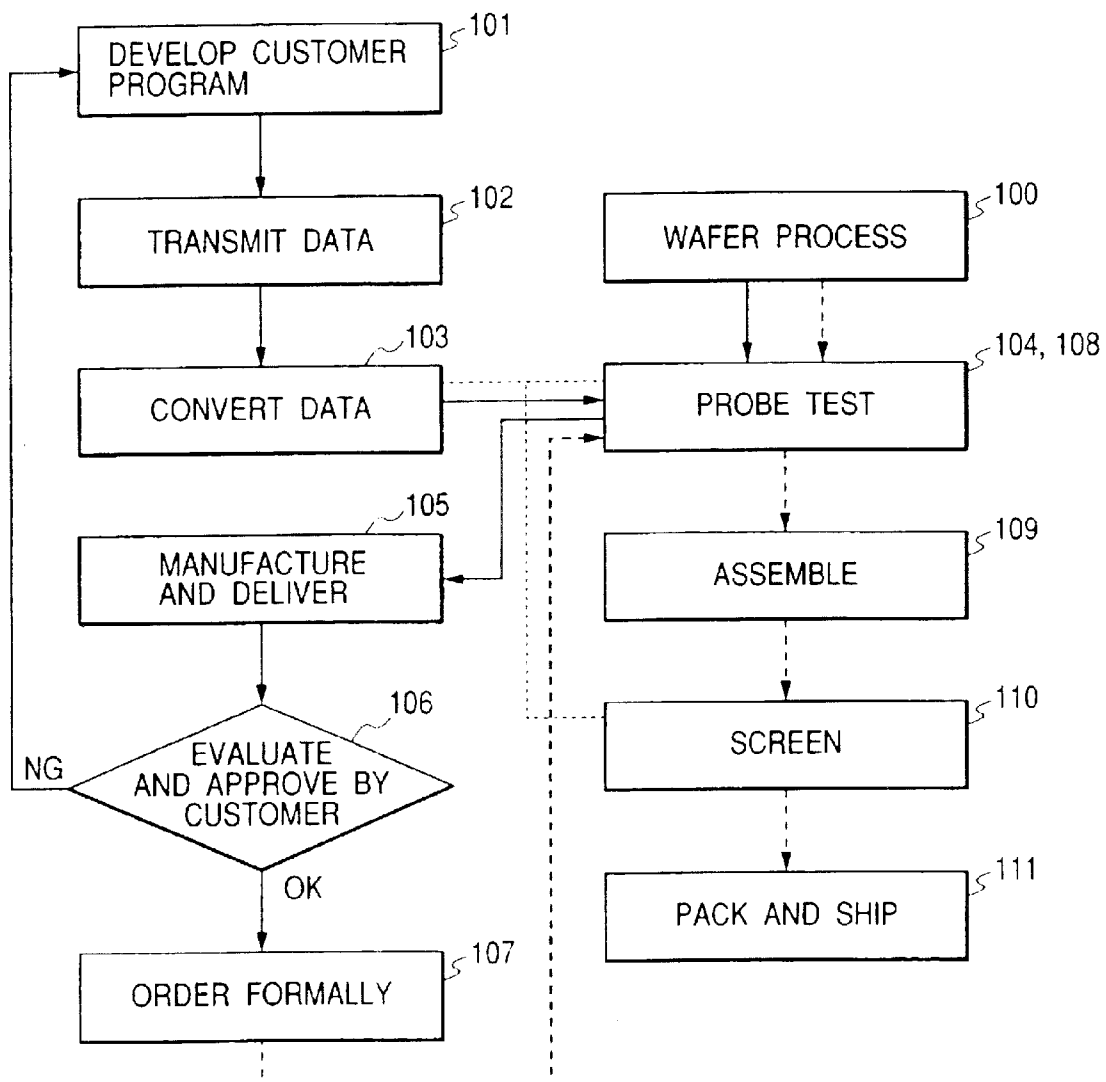 101
DEVELOP CUSTOMER
PROGRAM
102
TRANSMIT DATA
103
CONVERT DATA
105
MANUFACTURE
AND DELIVER
106
EVALUATE
AND APPROVE BY
CUSTOMER
NG
OK
107
ORDER FORMALLY
100
WAFER PROCESS
104, 108
PROBE TEST
109
ASSEMBLE
110
SCREEN
111
PACK AND SHIP